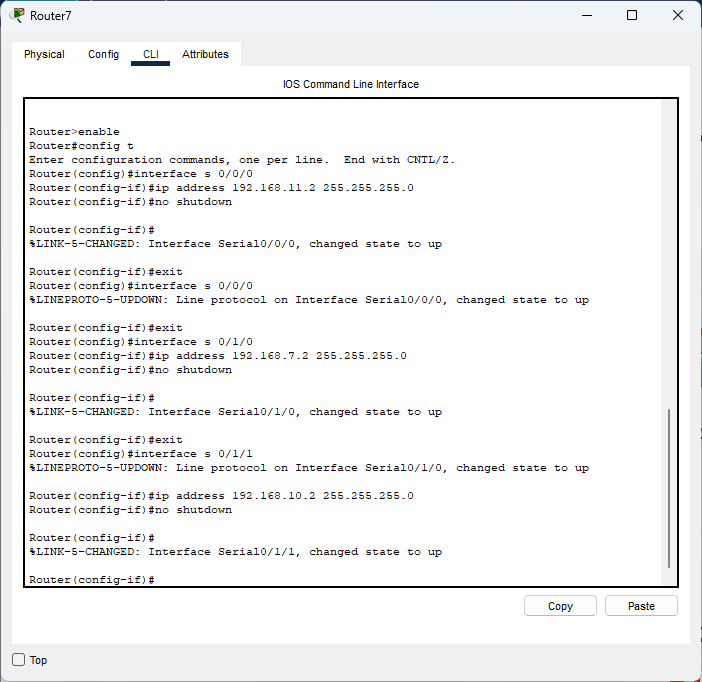 Router7
Physical Config CLI Attributes
IOS Command Line Interface
Router>enable
Router#config t
Enter configuration commands, one per line.  End with CNTL/Z.
Router(config)#interface s 0/0/0
Router(config-if)#ip address 192.168.11.2 255.255.255.0
Router(config-if)#no shutdown
Router(config-if)#
%LINK-5-CHANGED: Interface Serial0/0/0, changed state to up
Router(config-if)#exit
Router(config)#interface s 0/0/0
%LINEPROTO-5-UPDOWN: Line protocol on Interface Serial0/0/0, changed state to up
Router(config-if)#exit
Router(config)#interface s 0/1/0
Router(config-if)#ip address 192.168.7.2 255.255.255.0
Router(config-if)#no shutdown
Router(config-if)#
%LINK-5-CHANGED: Interface Serial0/1/0, changed state to up
Router(config-if)#exit
Router(config)#interface s 0/1/1
%LINEPROTO-5-UPDOWN: Line protocol on Interface Serial0/1/0, changed state to up
Router(config-if)#ip address 192.168.10.2 255.255.255.0
Router(config-if)#no shutdown
Router(config-if)#
%LINK-5-CHANGED: Interface Serial0/1/1, changed state to up
Router(config-if)#
Copy Paste
Top